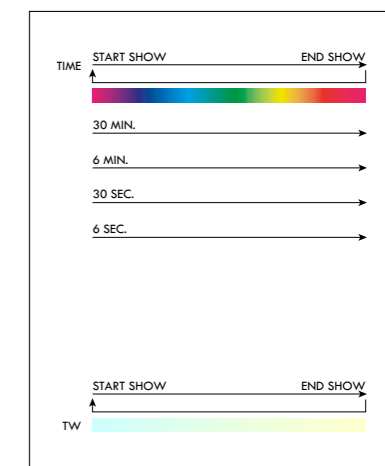 START SHOW END SHOW
TIME
30 MIN.
6 MIN.
30 SEC.
6 SEC.
START SHOW END SHOW
TW